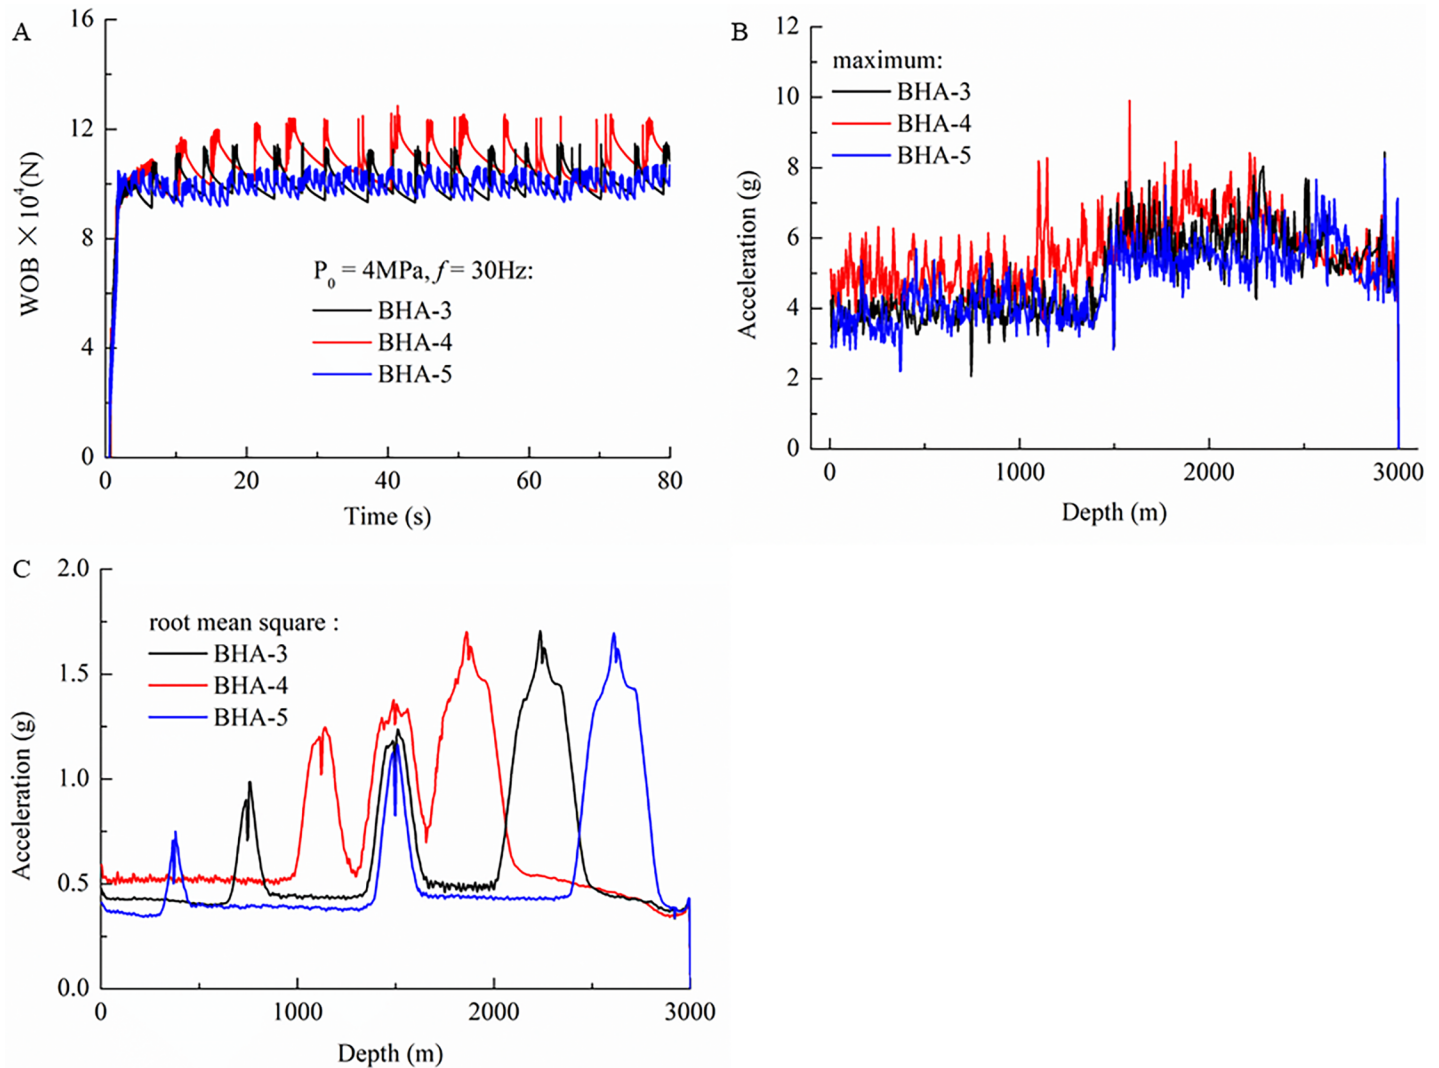 A
16
12
8
4
0
WOB×10⁴(N)
P₀ = 4MPa, f = 30Hz:
BHA-3
BHA-4
BHA-5
0 20 40 60 80
Time (s)
B
12
10
8
6
4
2
0
Acceleration (g)
maximum:
BHA-3
BHA-4
BHA-5
0 1000 2000 3000
Depth (m)
C
2.0
1.5
1.0
0.5
0.0
Acceleration (g)
root mean square :
BHA-3
BHA-4
BHA-5
0 1000 2000 3000
Depth (m)